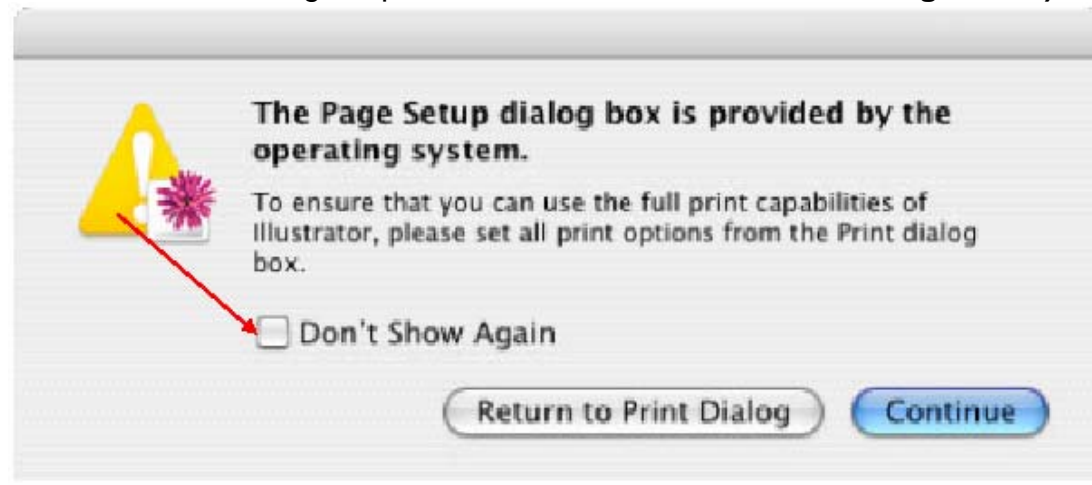 The Page Setup dialog box is provided by the
operating system.
To ensure that you can use the full print capabilities of
Illustrator, please set all print options from the Print dialog
box.
Don't Show Again
Return to Print Dialog
Continue